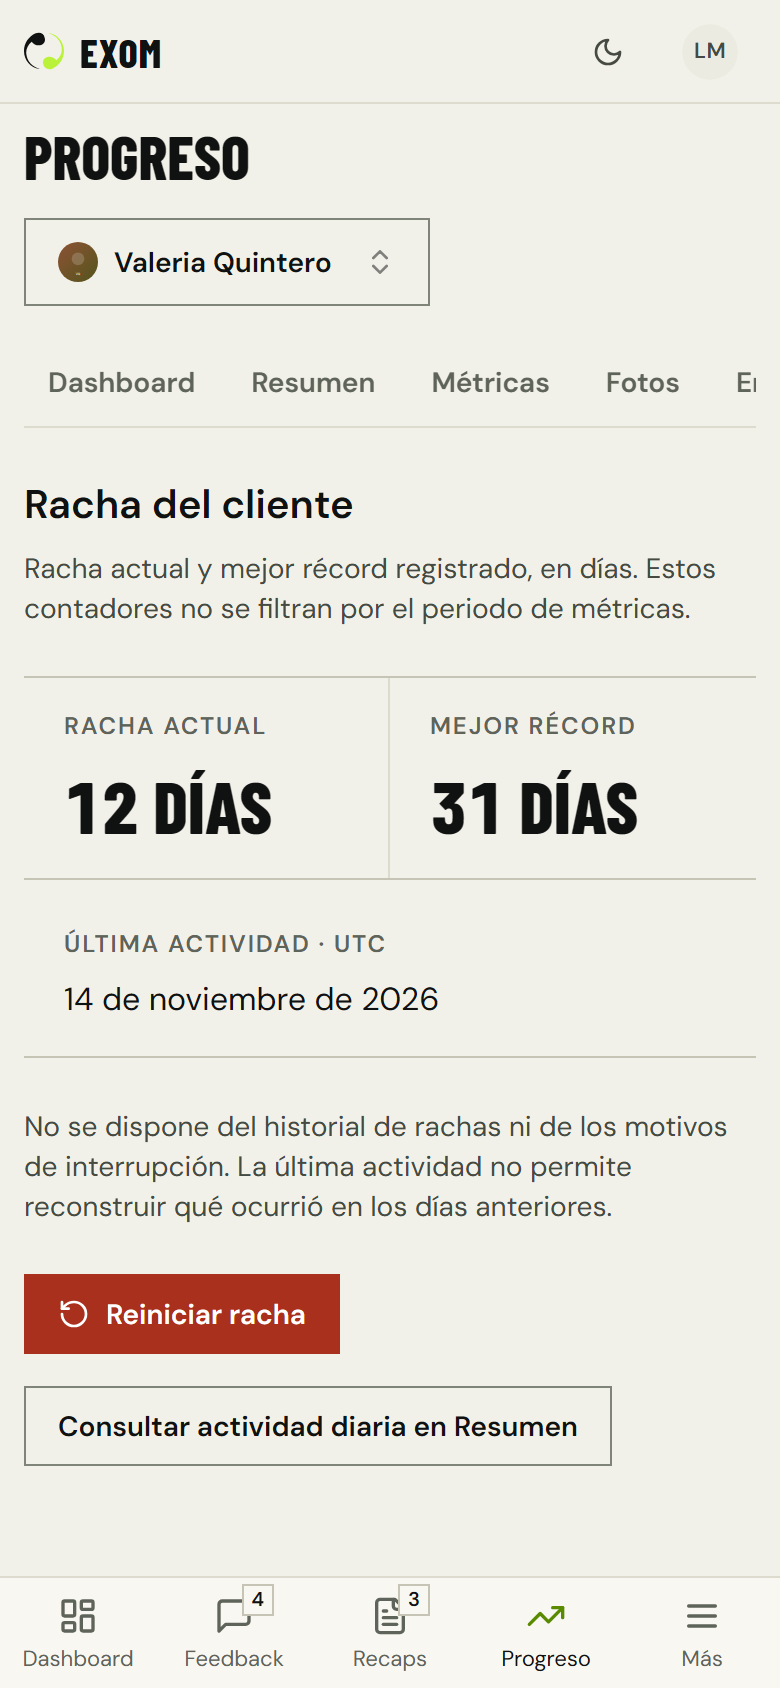 EXOM
LM
PROGRESO
Valeria Quintero
Dashboard Resumen Métricas Fotos
Racha del cliente
Racha actual y mejor récord registrado, en días. Estos
contadores no se filtran por el periodo de métricas.
RACHA ACTUAL
12 DÍAS
MEJOR RÉCORD
31 DÍAS
ÚLTIMA ACTIVIDAD · UTC
14 de noviembre de 2026
No se dispone del historial de rachas ni de los motivos
de interrupción. La última actividad no permite
reconstruir qué ocurrió en los días anteriores.
Reiniciar racha
Consultar actividad diaria en Resumen
4
3
Dashboard Feedback Recaps Progreso Más